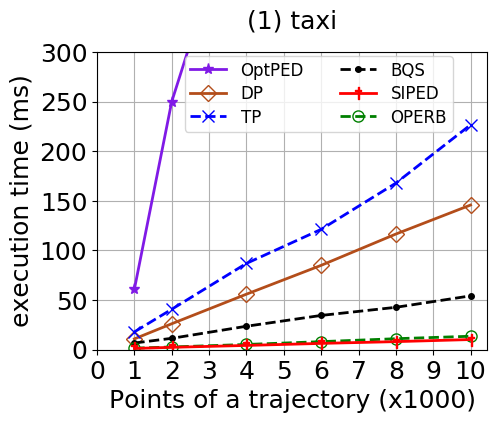 (1) taxi
execution time (ms)
300
250
200
150
100
50
0
OptPED
DP
TP
BQS
SIPED
OPERB
0 1 2 3 4 5 6 7 8 9 10
Points of a trajectory (x1000)